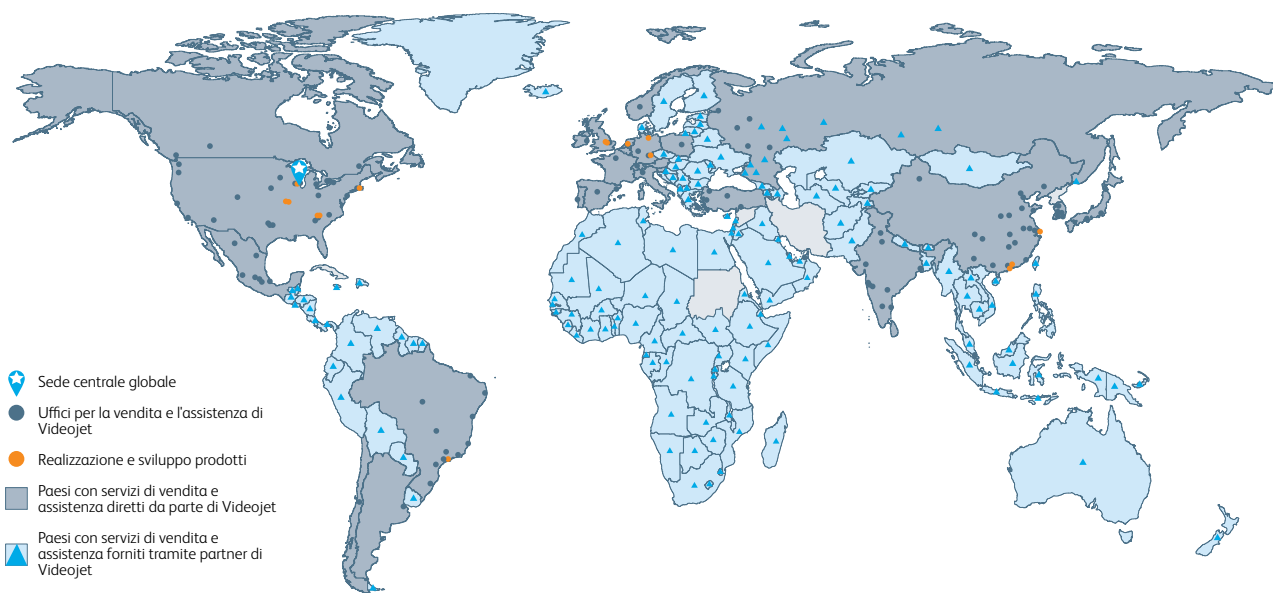 Sede centrale globale
Uffici per la vendita e l'assistenza di
Videojet
Realizzazione e sviluppo prodotti
Paesi con servizi di vendita e
assistenza diretti da parte di Videojet
Paesi con servizi di vendita e
assistenza forniti tramite partner di
Videojet